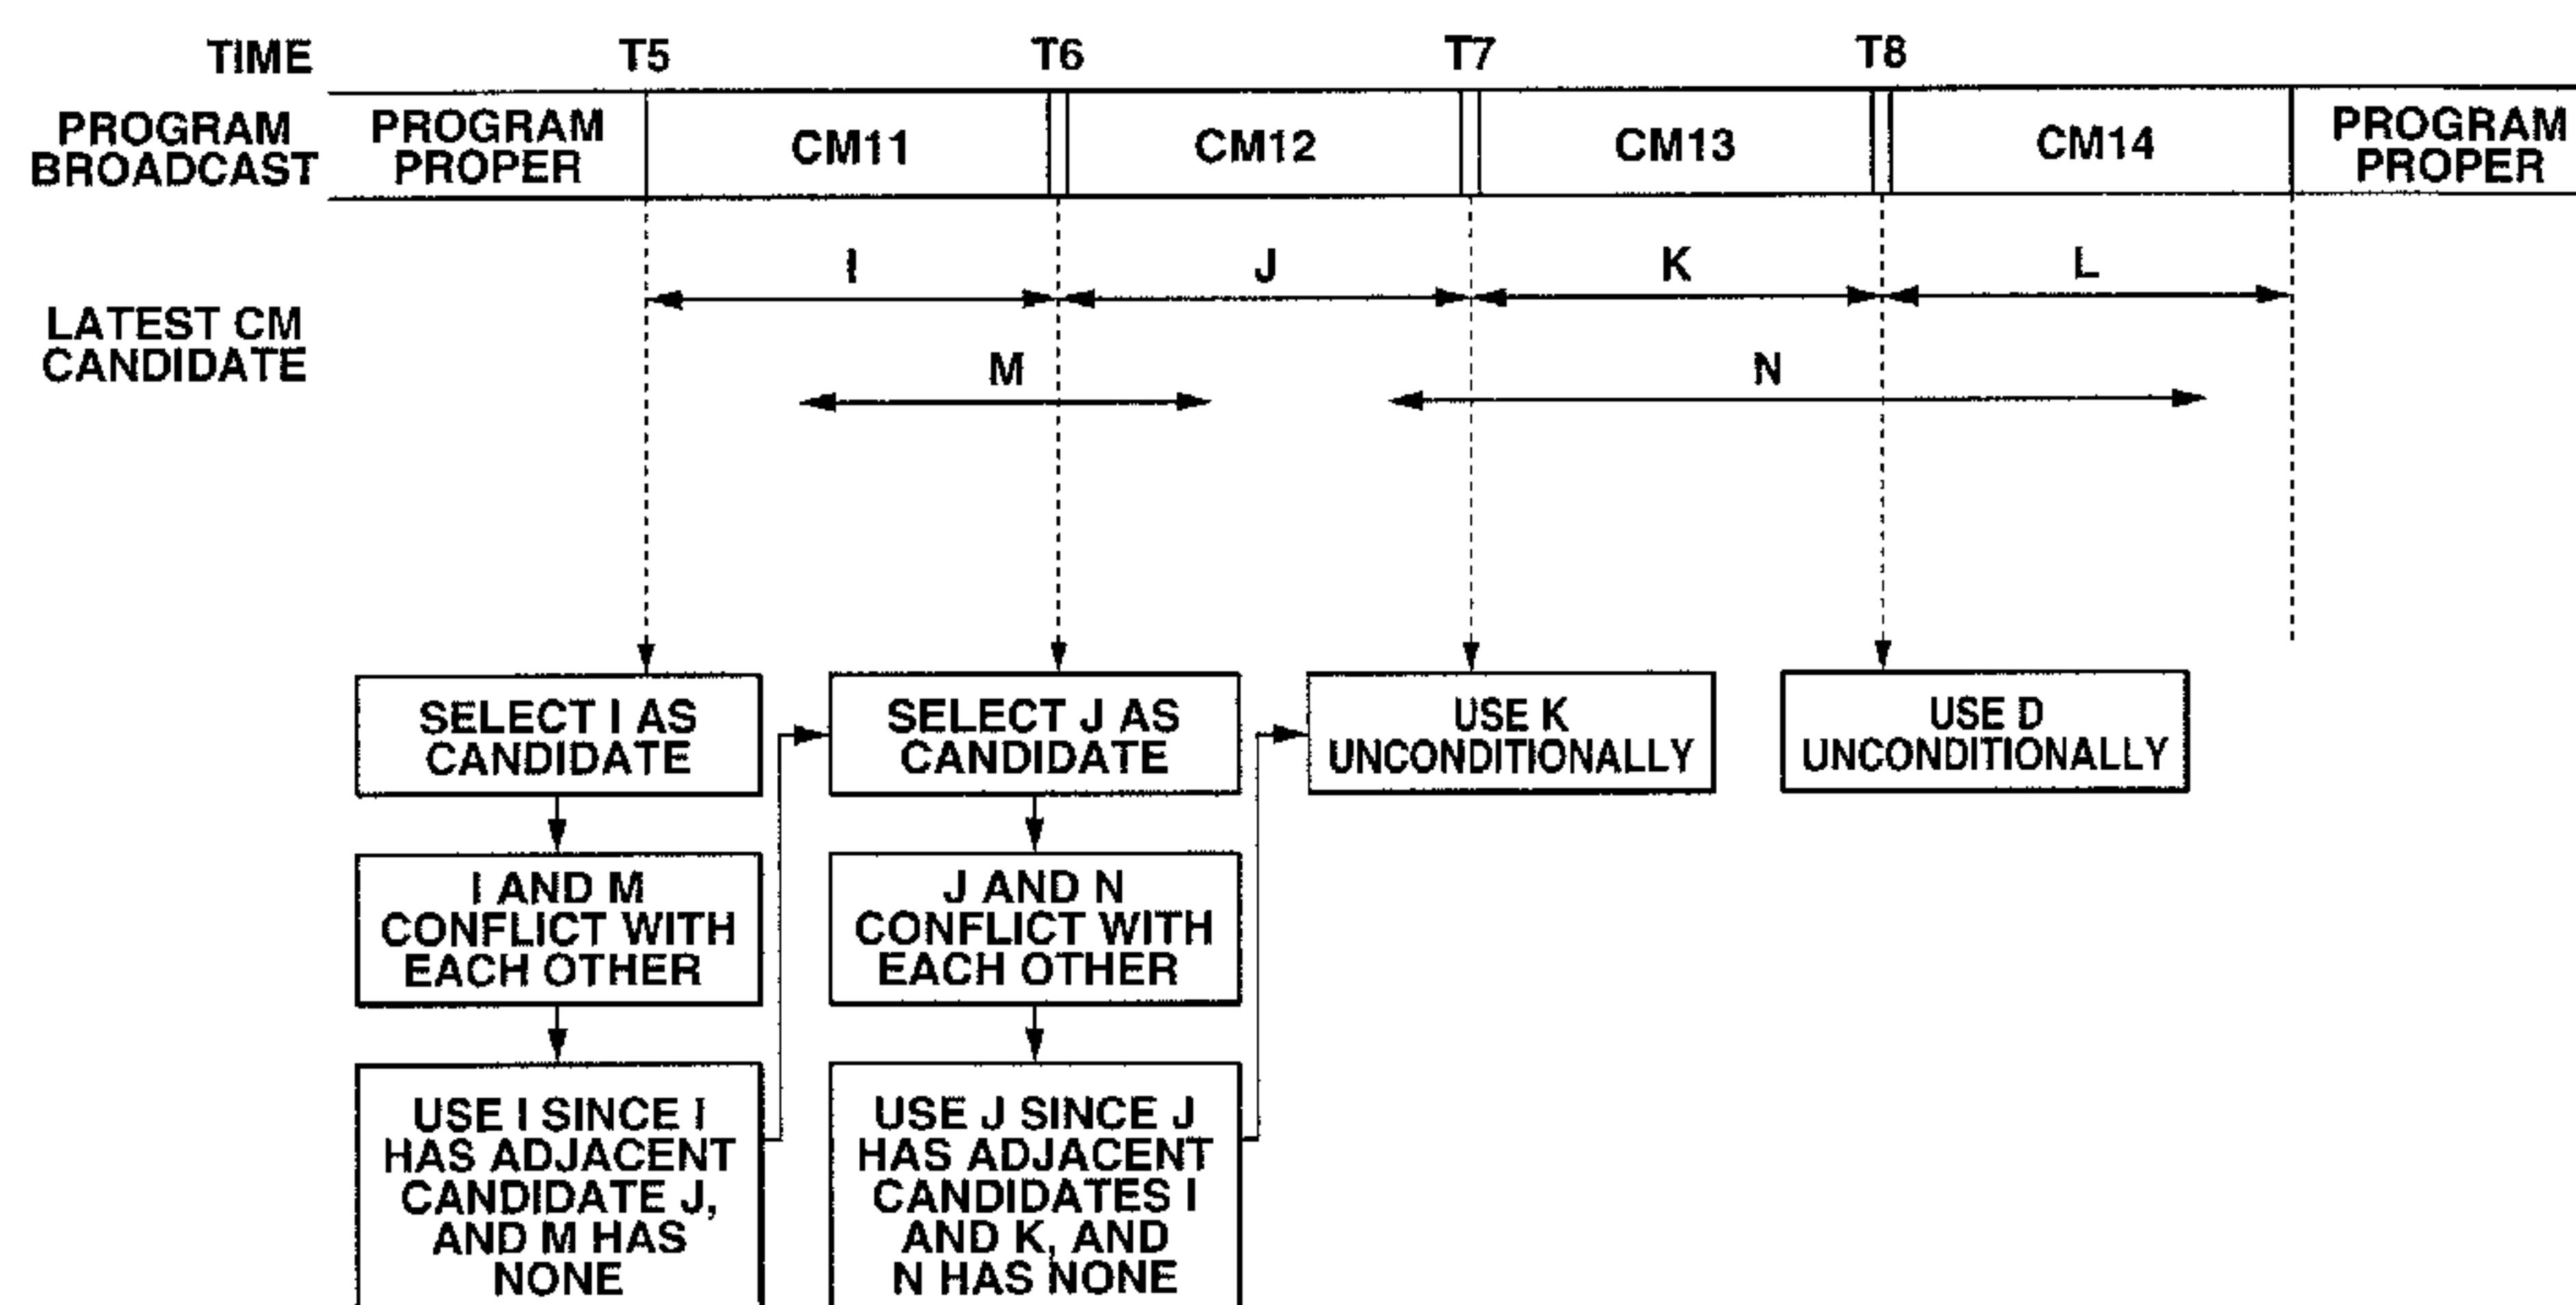 TIME T5 T6 T7 T8
PROGRAM BROADCAST
PROGRAM PROPER
CM11
CM12
CM13
CM14
PROGRAM PROPER
LATEST CM CANDIDATE
I
J
K
L
M
N
SELECT I AS
CANDIDATE
I AND M
CONFLICT WITH
EACH OTHER
USE I SINCE I
HAS ADJACENT
CANDIDATE J,
AND M HAS
NONE
SELECT J AS
CANDIDATE
J AND N
CONFLICT WITH
EACH OTHER
USE J SINCE J
HAS ADJACENT
CANDIDATES I
AND K, AND
N HAS NONE
USE K
UNCONDITIONALLY
USE D
UNCONDITIONALLY